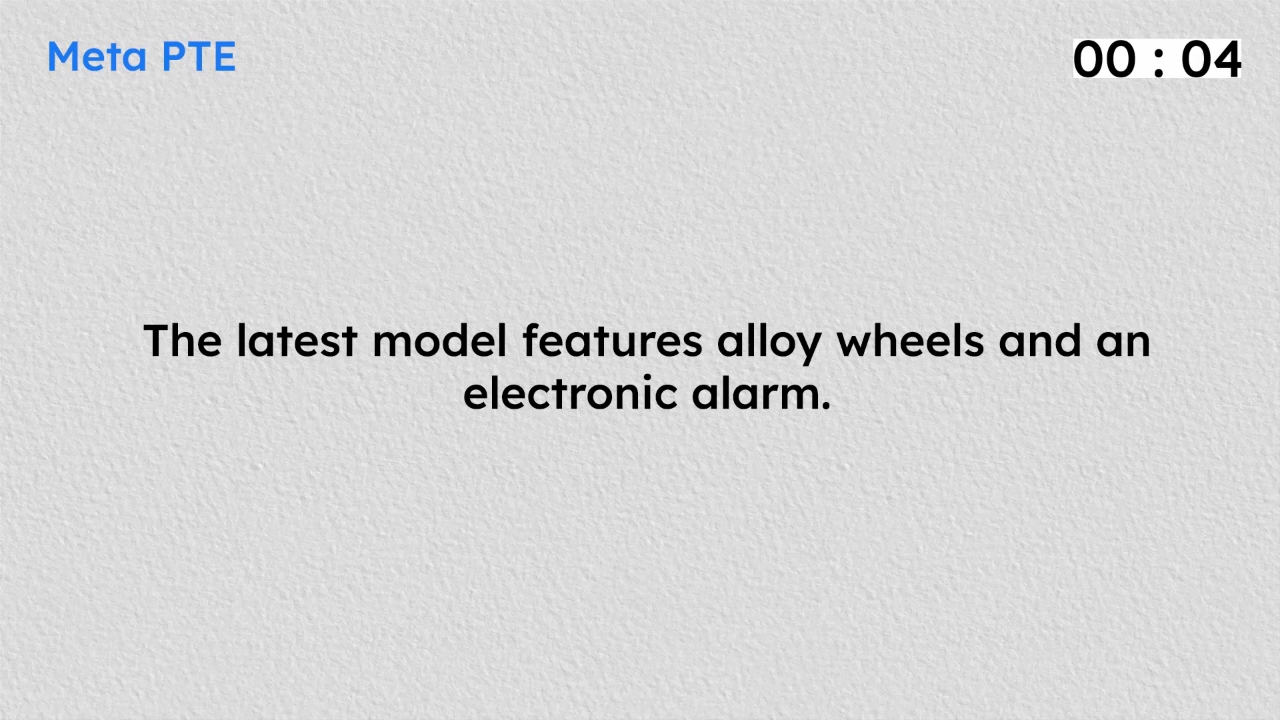 Meta PTE
00 : 04
The latest model features alloy wheels and an
electronic alarm.